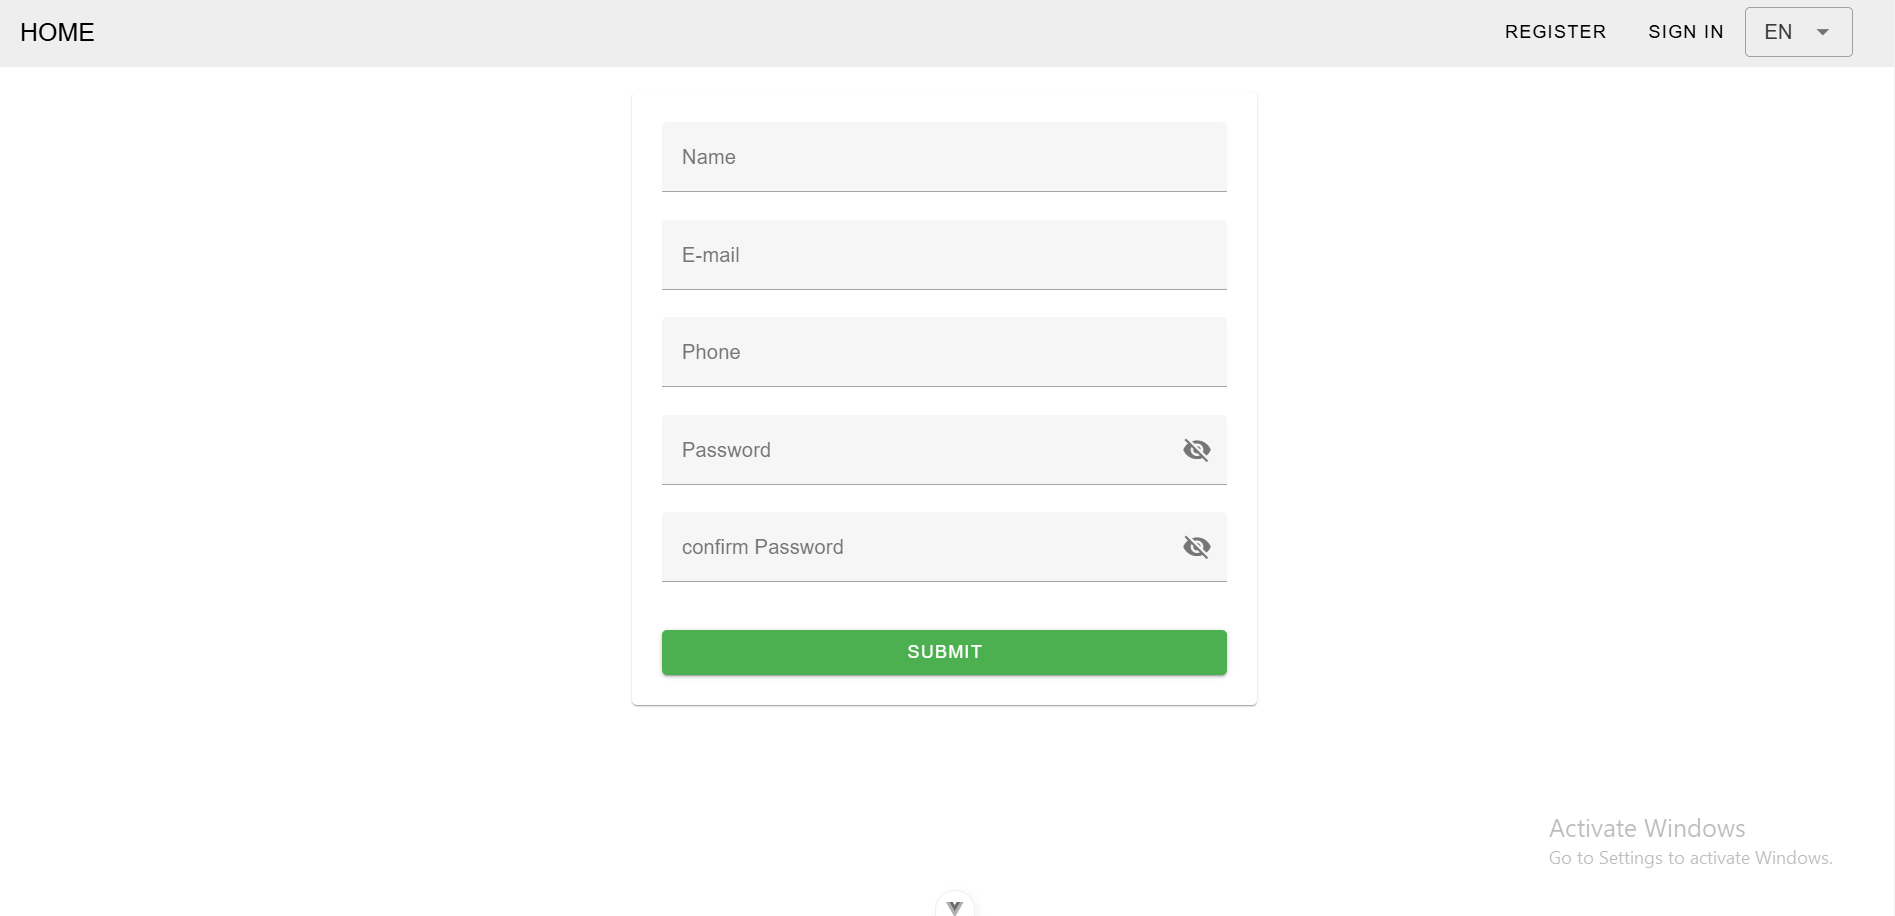 HOME
REGISTER
SIGN IN
EN
Name
E-mail
Phone
Password
confirm Password
SUBMIT
Activate Windows
Go to Settings to activate Windows.